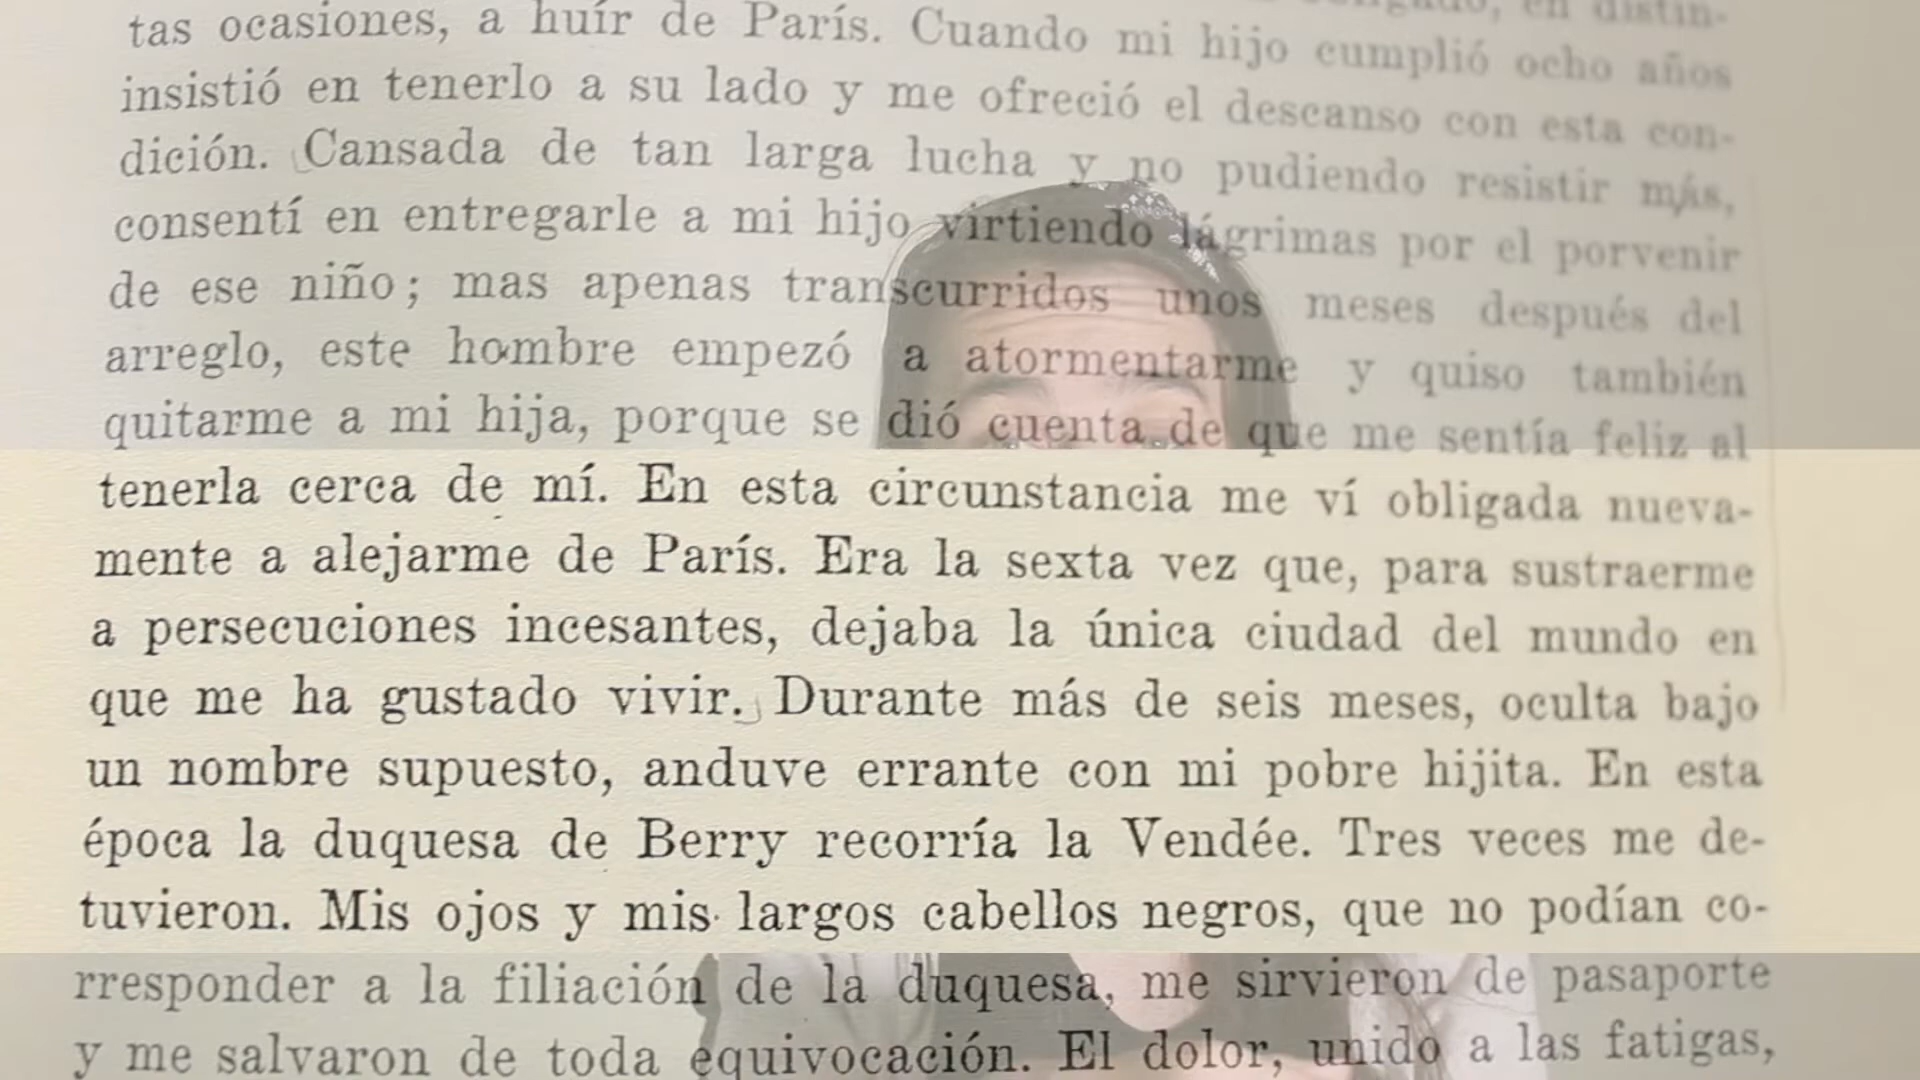 tas ocasiones, a huír de París. Cuando mi hijo cumplió ocho años
insistió en tenerlo a su lado y me ofreció el descanso con esta con-
dición. Cansada de tan larga lucha y no pudiendo resistir más,
consentí en entregarle a mi hijo virtiendo lágrimas por el porvenir
de ese niño; mas apenas transcurridos unos meses después del
arreglo, este hombre empezó a atormentarme y quiso también
quitarme a mi hija, porque se dió cuenta de que me sentía feliz al
tenerla cerca de mí. En esta circunstancia me ví obligada nueva-
mente a alejarme de París. Era la sexta vez que, para sustraerme
a persecuciones incesantes, dejaba la única ciudad del mundo en
que me ha gustado vivir. Durante más de seis meses, oculta bajo
un nombre supuesto, anduve errante con mi pobre hijita. En esta
época la duquesa de Berry recorría la Vendée. Tres veces me de-
tuvieron. Mis ojos y mis largos cabellos negros, que no podían co-
rresponder a la filiación de la duquesa, me sirvieron de pasaporte
y me salvaron de toda equivocación. El dolor, unido a las fatigas,